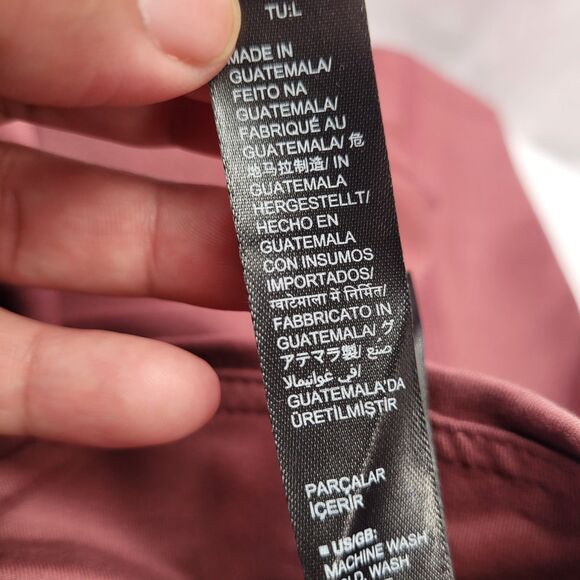 TU:L
MADE IN
GUATEMALA/
FEITO NA
GUATEMALA/
FABRIQUÉ AU
GUATEMALA/ 危
地马拉制造/ IN
GUATEMALA
HERGESTELLT/
HECHO EN
GUATEMALA
CON INSUMOS
IMPORTADOS/
ग्वाटेमाला में निर्मित/
FABBRICATO IN
GUATEMALA/ グ
アテマラ製/ صنع
في غواتيمالا/
GUATEMALA'DA
ÜRETİLMİŞTİR
PARÇALAR
İÇERİR
■ US/GB:
MACHINE WASH
WASH